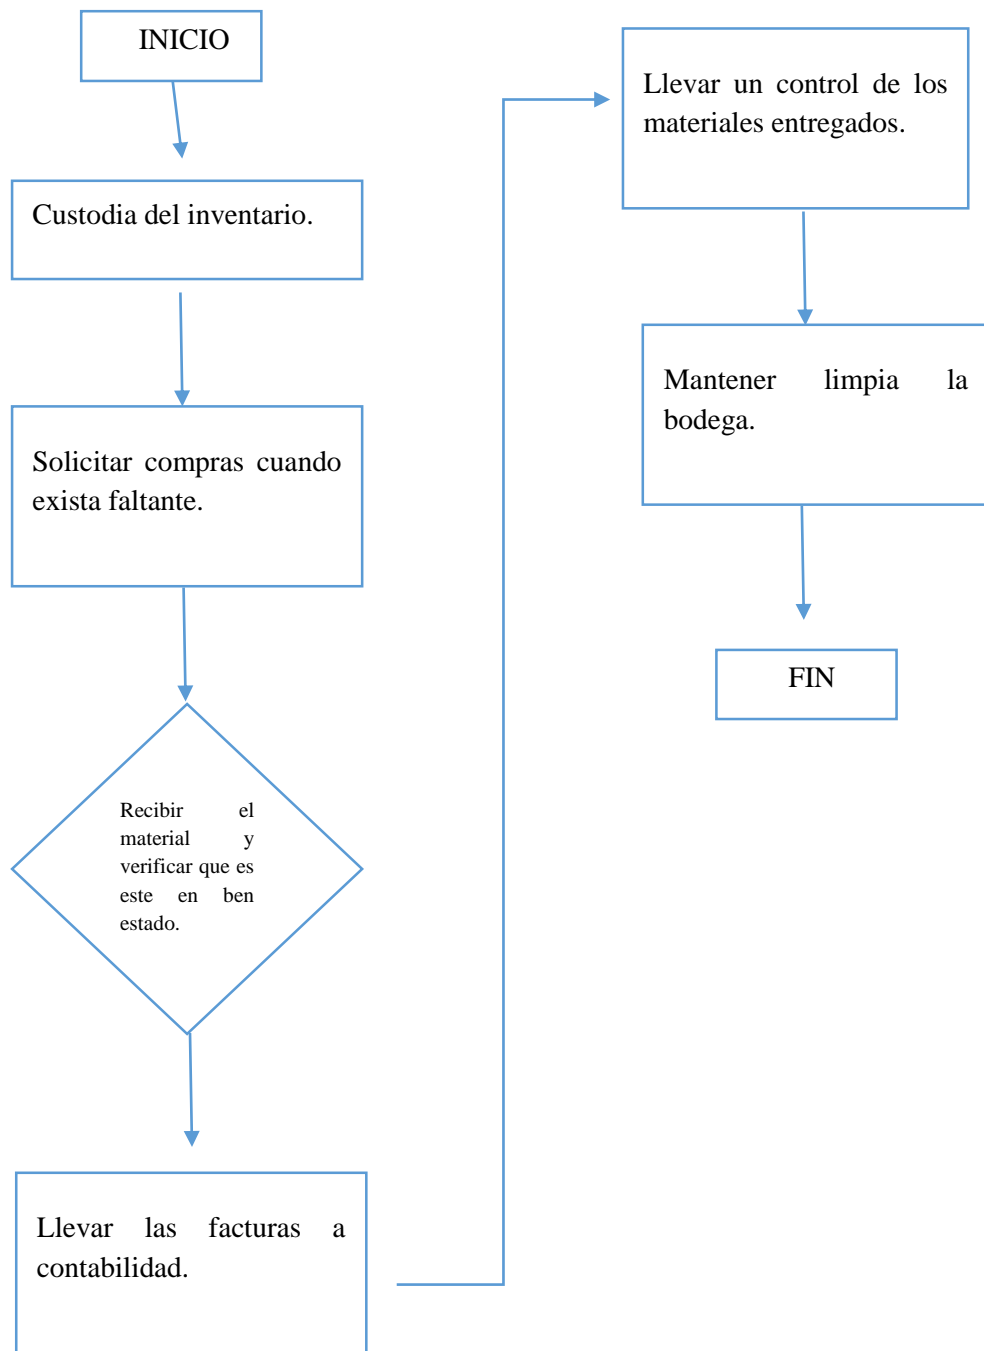 INICIO
Custodia del inventario.
Solicitar compras cuando
exista faltante.
Recibir el
material y
verificar que es
este en ben
estado.
Llevar las facturas a
contabilidad.
Llevar un control de los
materiales entregados.
Mantener limpia la
bodega.
FIN